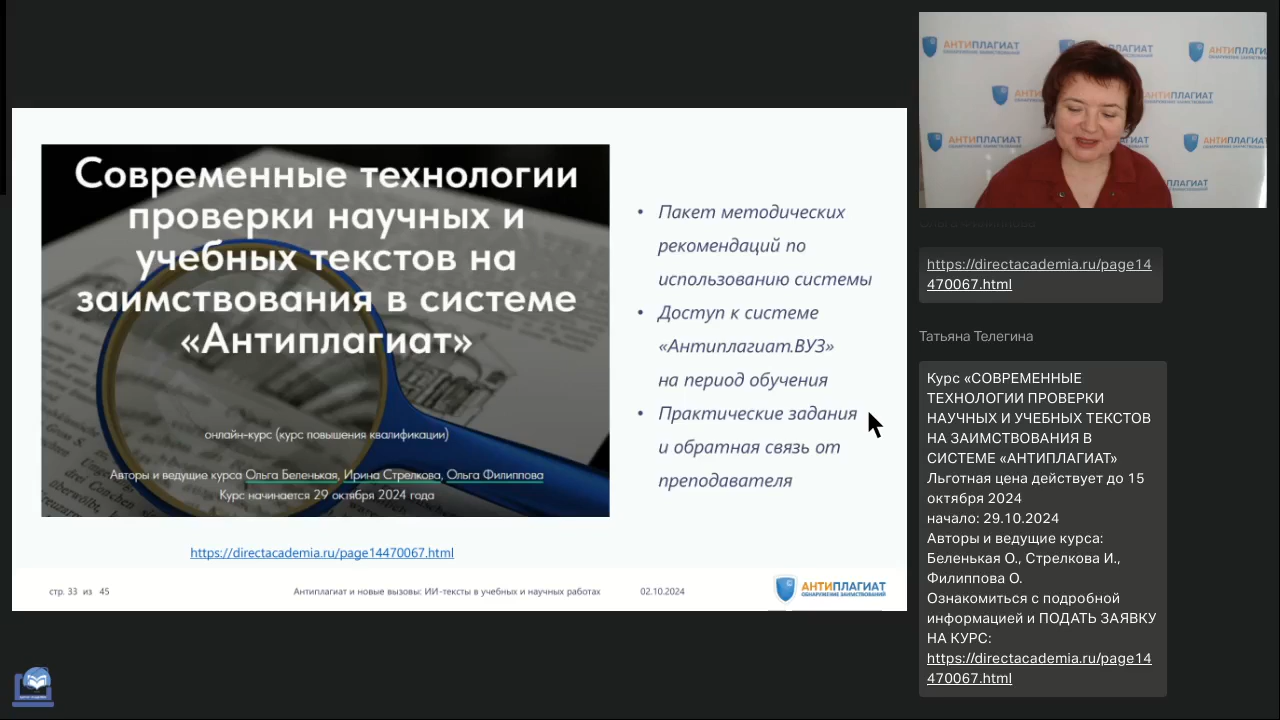 Современные технологии
проверки научных и
учебных текстов на
заимствования в системе
«Антиплагиат»
онлайн-курс (курс повышения квалификации)
Авторы и ведущие курса Ольга Беленькая, Ирина Стрелкова, Ольга Филиппова
Курс начинается 29 октября 2024 года
https://directacademia.ru/page14470067.html
• Пакет методических
рекомендаций по
использованию системы
• Доступ к системе
«Антиплагиат.ВУЗ»
на период обучения
• Практические задания
и обратная связь от
преподавателя
стр. 33 из 45
Антиплагиат и новые вызовы: ИИ-тексты в учебных и научных работах
02.10.2024
АНТИПЛАГИАТ
ОБНАРУЖЕНИЕ ЗАИМСТВОВАНИЙ
АНТИПЛАГИАТ
https://directacademia.ru/page14
470067.html
Татьяна Телегина
Курс «СОВРЕМЕННЫЕ
ТЕХНОЛОГИИ ПРОВЕРКИ
НАУЧНЫХ И УЧЕБНЫХ ТЕКСТОВ
НА ЗАИМСТВОВАНИЯ В
СИСТЕМЕ «АНТИПЛАГИАТ»
Льготная цена действует до 15
октября 2024
начало: 29.10.2024
Авторы и ведущие курса:
Беленькая О., Стрелкова И.,
Филиппова О.
Ознакомиться с подробной
информацией и ПОДАТЬ ЗАЯВКУ
НА КУРС:
https://directacademia.ru/page14
470067.html